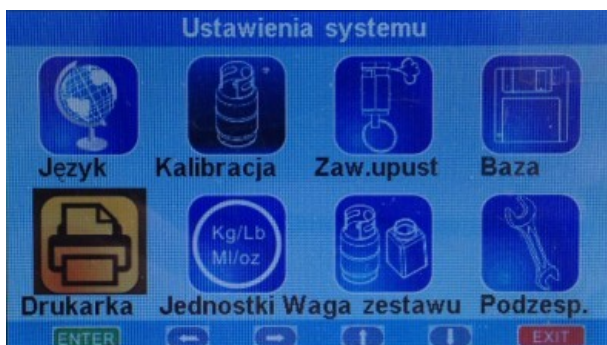 Ustawienia systemu
Język Kalibracja Zaw.upust Baza
Kg/Lb
Ml/oz
Drukarka Jednostki Waga zestawu Podzesp.
ENTER EXIT